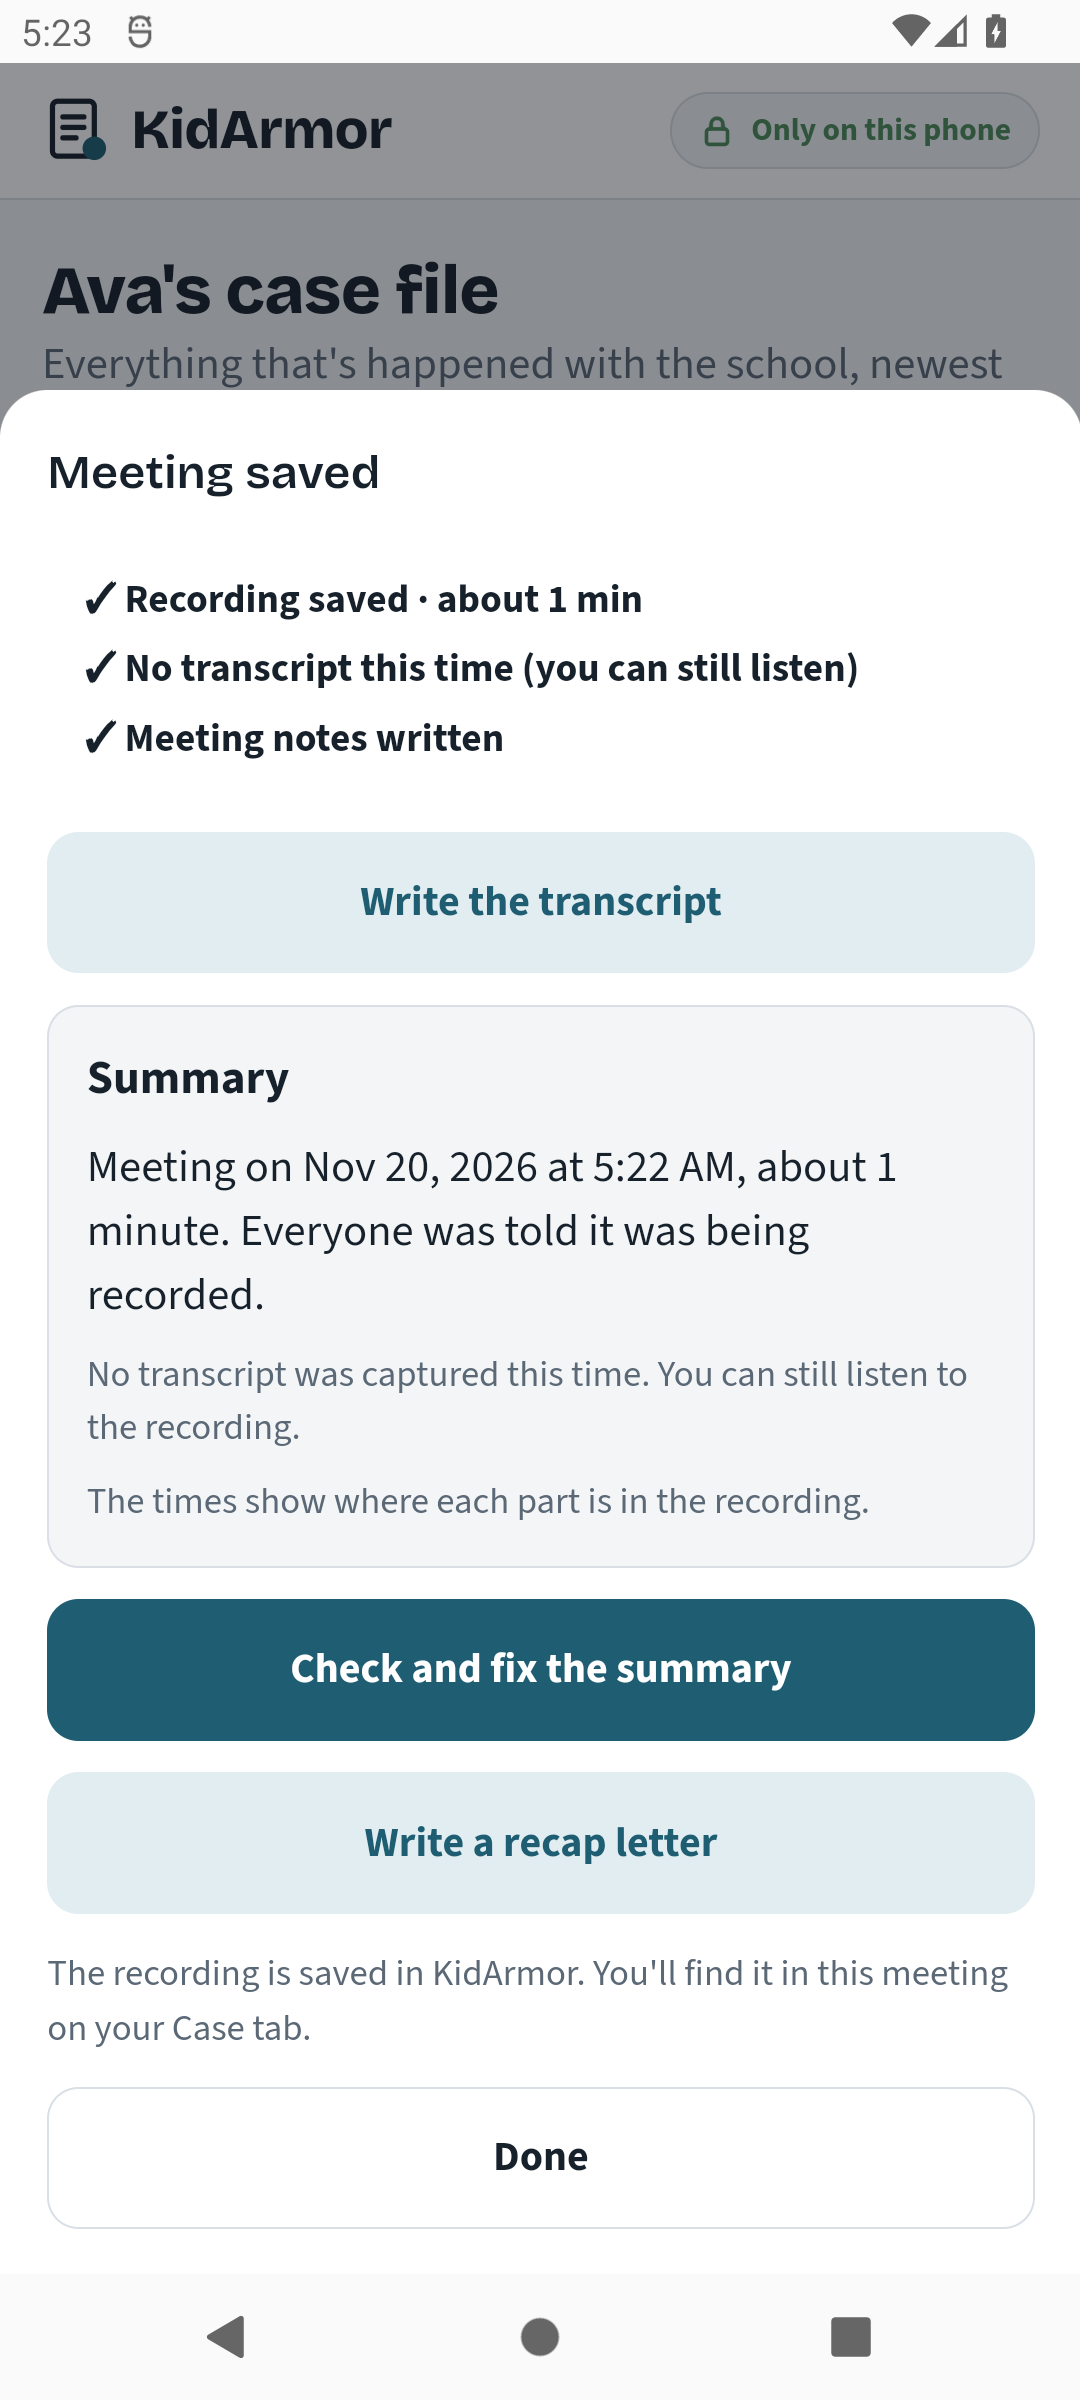 5:23
KidArmor
Only on this phone
Ava's case file
Everything that's happened with the school, newest
Meeting saved
✓ Recording saved · about 1 min
✓ No transcript this time (you can still listen)
✓ Meeting notes written
Write the transcript
Summary
Meeting on Nov 20, 2026 at 5:22 AM, about 1
minute. Everyone was told it was being
recorded.
No transcript was captured this time. You can still listen to
the recording.
The times show where each part is in the recording.
Check and fix the summary
Write a recap letter
The recording is saved in KidArmor. You'll find it in this meeting
on your Case tab.
Done